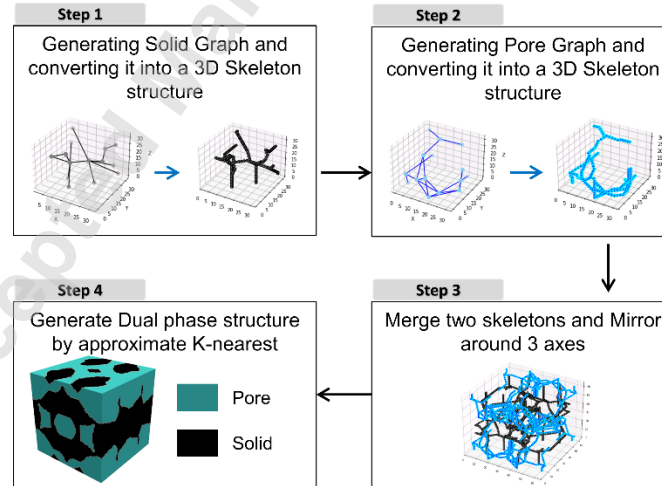 Step 1
Generating Solid Graph and
converting it into a 3D Skeleton
structure
Step 2
Generating Pore Graph and
converting it into a 3D Skeleton
structure
Step 4
Generate Dual phase structure
by approximate K-nearest
Pore
Solid
Step 3
Merge two skeletons and Mirror
around 3 axes